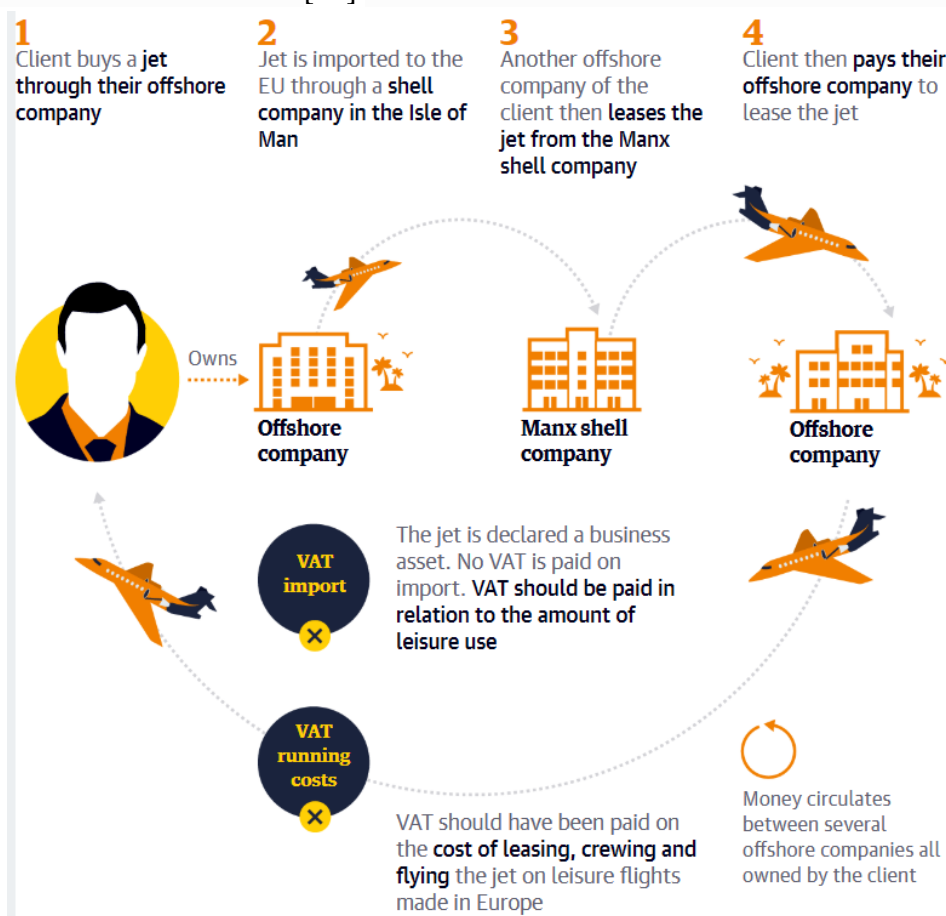 1
Client buys a jet
through their offshore
company
2
Jet is imported to the
EU through a shell
company in the Isle of
Man
3
Another offshore
company of the
client then leases the
jet from the Manx
shell company
4
Client then pays their
offshore company to
lease the jet
Owns
Offshore
company
Manx shell
company
Offshore
company
VAT
import
The jet is declared a business
asset. No VAT is paid on
import. VAT should be paid in
relation to the amount of
leisure use
VAT
running
costs
VAT should have been paid on
the cost of leasing, crewing and
flying the jet on leisure flights
made in Europe
Money circulates
between several
offshore companies all
owned by the client